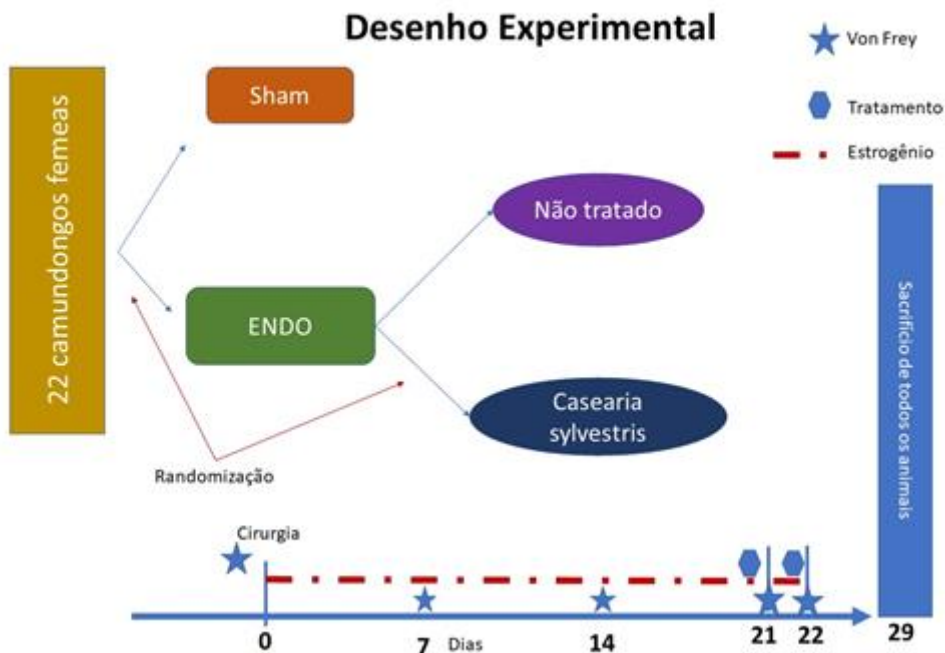 Desenho Experimental
Von Frey
Tratamento
Estrogênio
22 camundongos femeas
Sham
ENDO
Não tratado
Casearia
sylvestris
Randomização
Sacrifício de todos os animais
Cirurgia
0
7
Dias
14
21
22
29